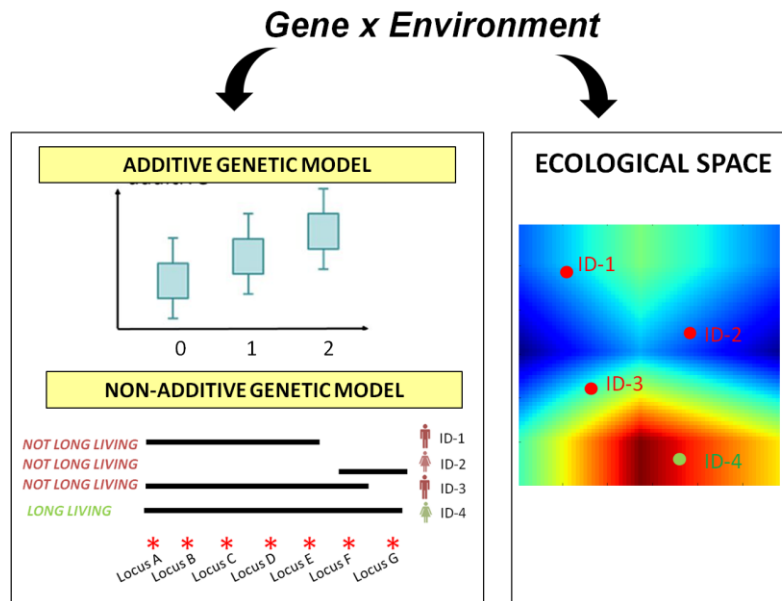 Gene x Environment
ADDITIVE GENETIC MODEL
additive
0 1 2
NON-ADDITIVE GENETIC MODEL
NOT LONG LIVING
ID-1
NOT LONG LIVING
ID-2
NOT LONG LIVING
ID-3
LONG LIVING
ID-4
* * * * * * *
Locus A
Locus B
Locus C
Locus D
Locus E
Locus F
Locus G
ECOLOGICAL SPACE
ID-1
ID-2
ID-3
ID-4